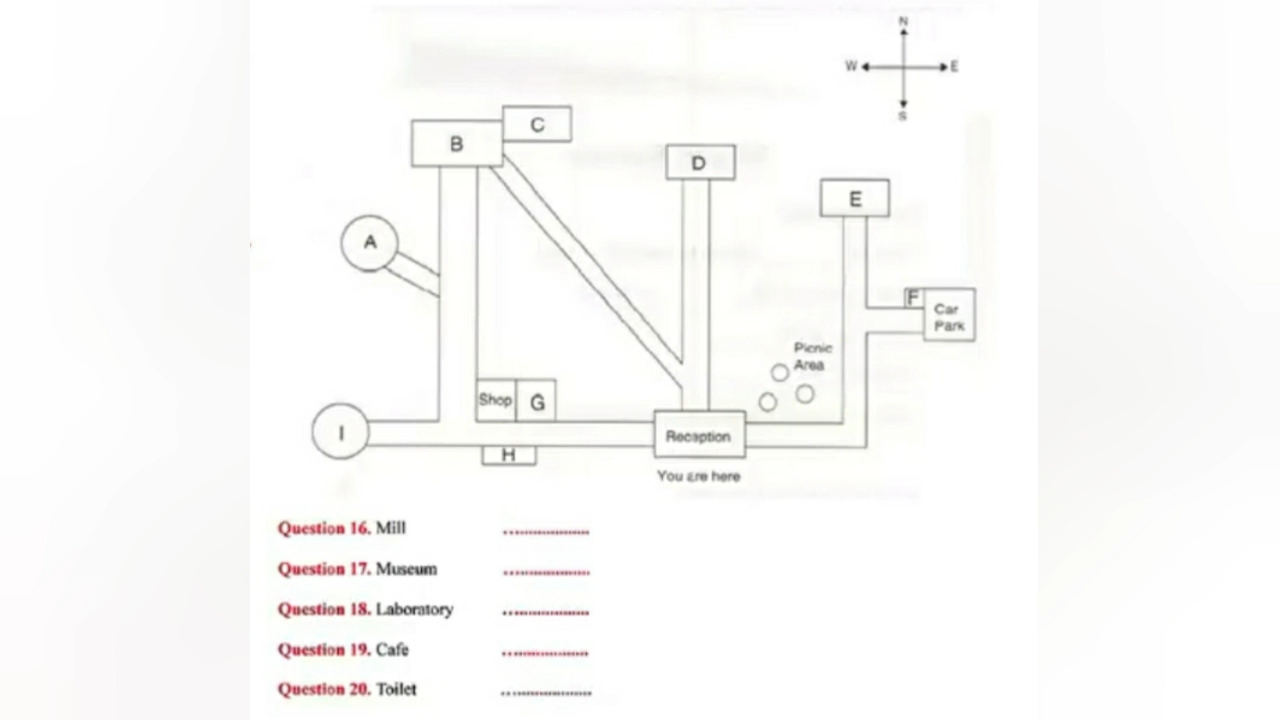 N
W E
S
C
B
D
E
A
F
Car
Park
Picnic
Area
Shop G
I
Reception
H
You are here
Question 16. Mill ....................
Question 17. Museum ....................
Question 18. Laboratory ....................
Question 19. Cafe ....................
Question 20. Toilet ....................